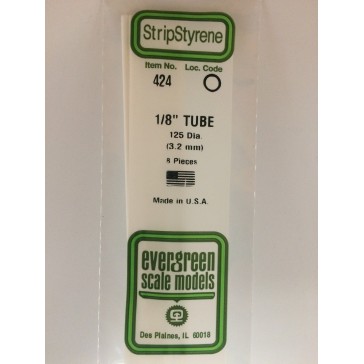 StripStyrene
Item No. Loc. Code
424
1/8" TUBE
125 Dia.
(3.2 mm)
8 Pieces
Made in U.S.A.
evergreen
scale models
Des Plaines, IL 60018